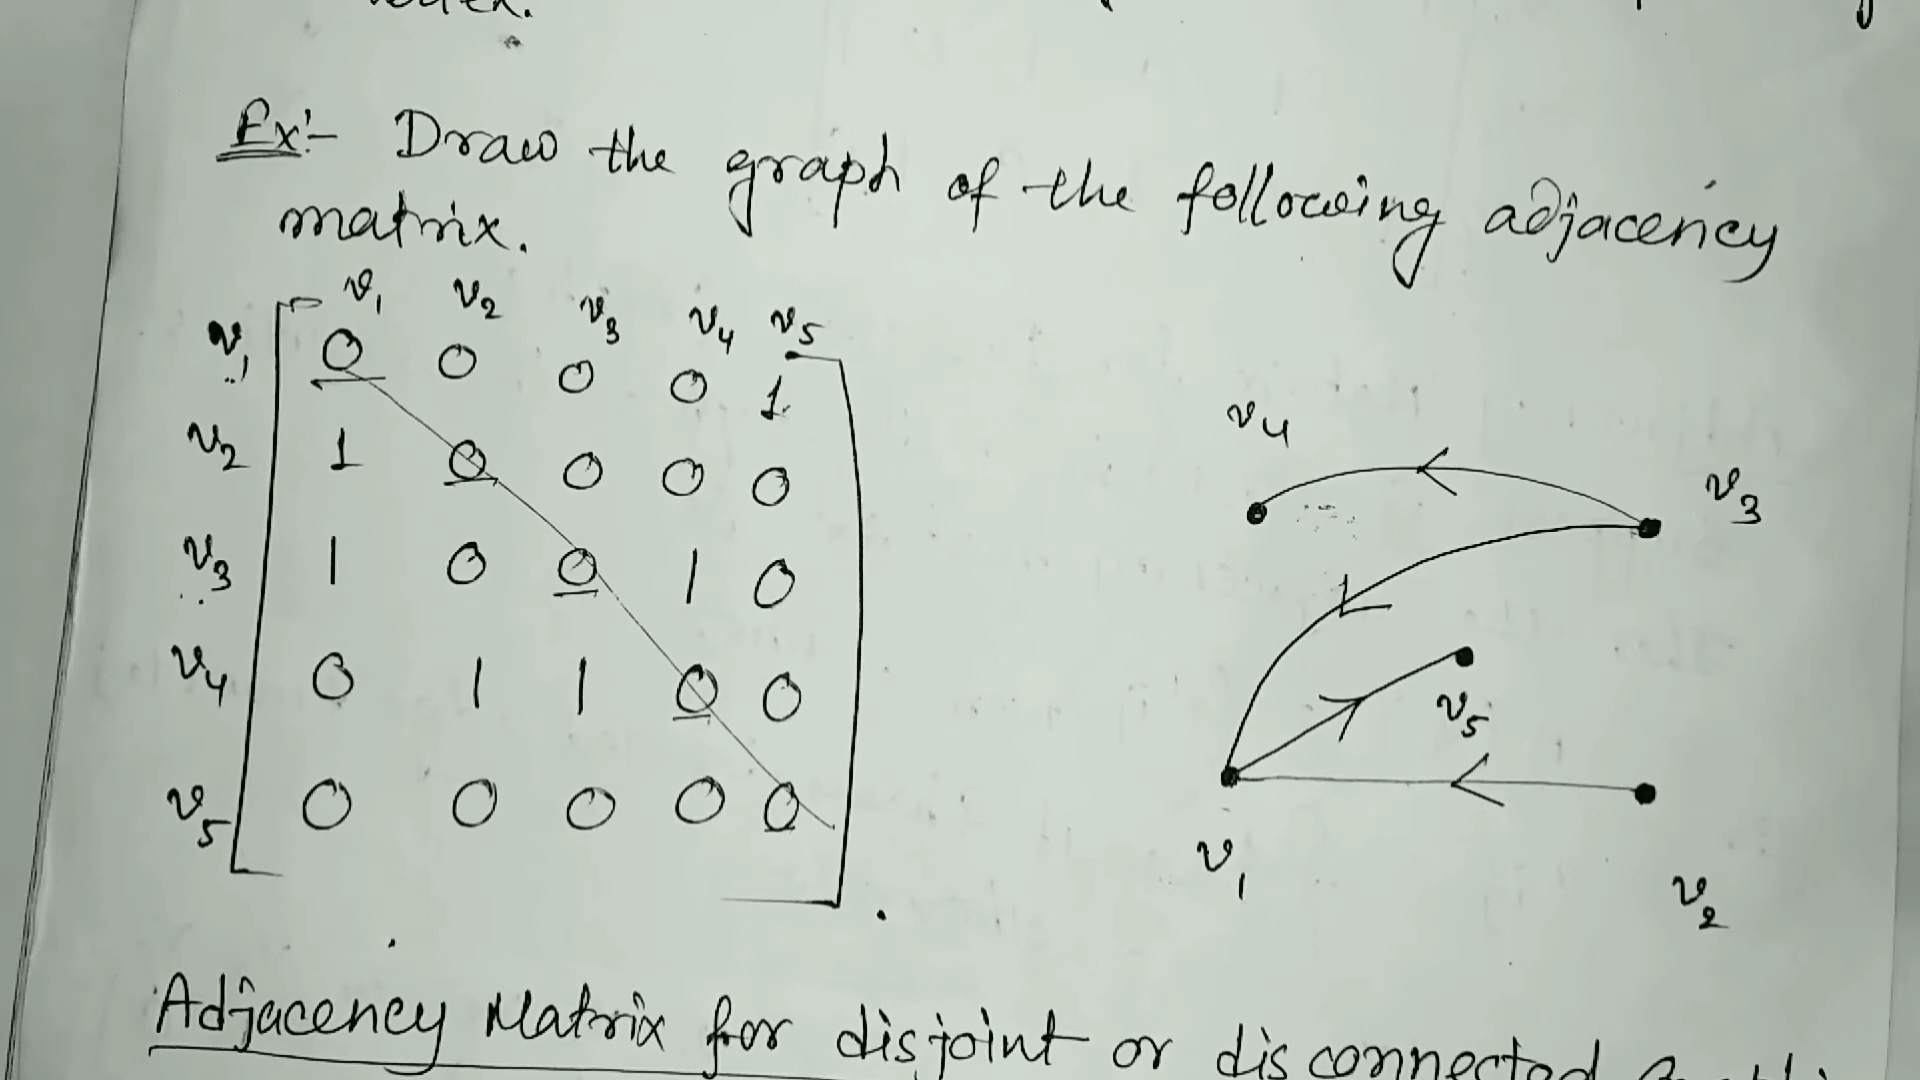 Ex:- Draw the graph of the following adjacency
matrix.
v1 v2 v3 v4 v5
v1 0 0 0 0 1
v2 1 0 0 0 0
v3 1 0 0 1 0
v4 0 1 1 0 0
v5 0 0 0 0 0
v4
v3
v5
v1
v2
Adjacency Matrix for disjoint or disconnected